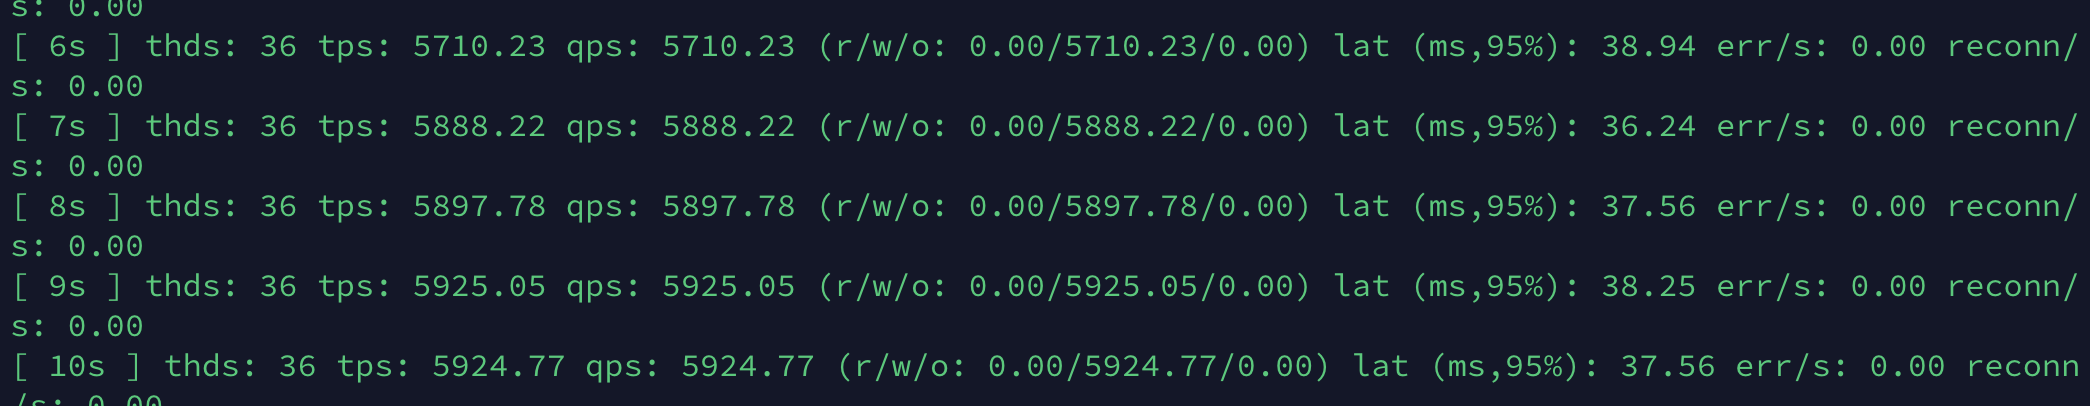 s: 0.00
[ 6s ] thds: 36 tps: 5710.23 qps: 5710.23 (r/w/o: 0.00/5710.23/0.00) lat (ms,95%): 38.94 err/s: 0.00 reconn/
s: 0.00
[ 7s ] thds: 36 tps: 5888.22 qps: 5888.22 (r/w/o: 0.00/5888.22/0.00) lat (ms,95%): 36.24 err/s: 0.00 reconn/
s: 0.00
[ 8s ] thds: 36 tps: 5897.78 qps: 5897.78 (r/w/o: 0.00/5897.78/0.00) lat (ms,95%): 37.56 err/s: 0.00 reconn/
s: 0.00
[ 9s ] thds: 36 tps: 5925.05 qps: 5925.05 (r/w/o: 0.00/5925.05/0.00) lat (ms,95%): 38.25 err/s: 0.00 reconn/
s: 0.00
[ 10s ] thds: 36 tps: 5924.77 qps: 5924.77 (r/w/o: 0.00/5924.77/0.00) lat (ms,95%): 37.56 err/s: 0.00 reconn
/s: 0.00